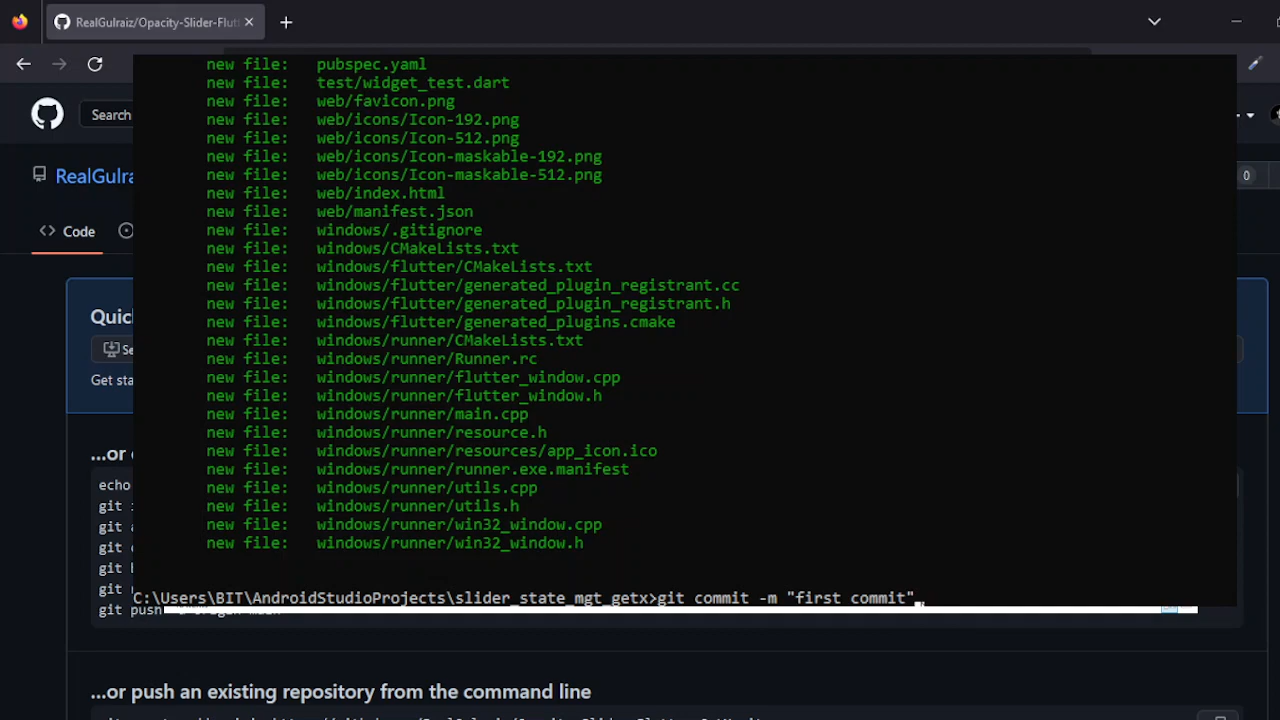 RealGulraiz/Opacity-Slider-Flutt
Search
RealGulra
0
Code
Quic
Se
Get sta
...or
echo
git
git a
git
git b
git
git push
new file: pubspec.yaml
new file: test/widget_test.dart
new file: web/favicon.png
new file: web/icons/Icon-192.png
new file: web/icons/Icon-512.png
new file: web/icons/Icon-maskable-192.png
new file: web/icons/Icon-maskable-512.png
new file: web/index.html
new file: web/manifest.json
new file: windows/.gitignore
new file: windows/CMakeLists.txt
new file: windows/flutter/CMakeLists.txt
new file: windows/flutter/generated_plugin_registrant.cc
new file: windows/flutter/generated_plugin_registrant.h
new file: windows/flutter/generated_plugins.cmake
new file: windows/runner/CMakeLists.txt
new file: windows/runner/Runner.rc
new file: windows/runner/flutter_window.cpp
new file: windows/runner/flutter_window.h
new file: windows/runner/main.cpp
new file: windows/runner/resource.h
new file: windows/runner/resources/app_icon.ico
new file: windows/runner/runner.exe.manifest
new file: windows/runner/utils.cpp
new file: windows/runner/utils.h
new file: windows/runner/win32_window.cpp
new file: windows/runner/win32_window.h
C:\Users\BIT\AndroidStudioProjects\slider_state_mgt_getx>git commit -m "first commit"
...or push an existing repository from the command line